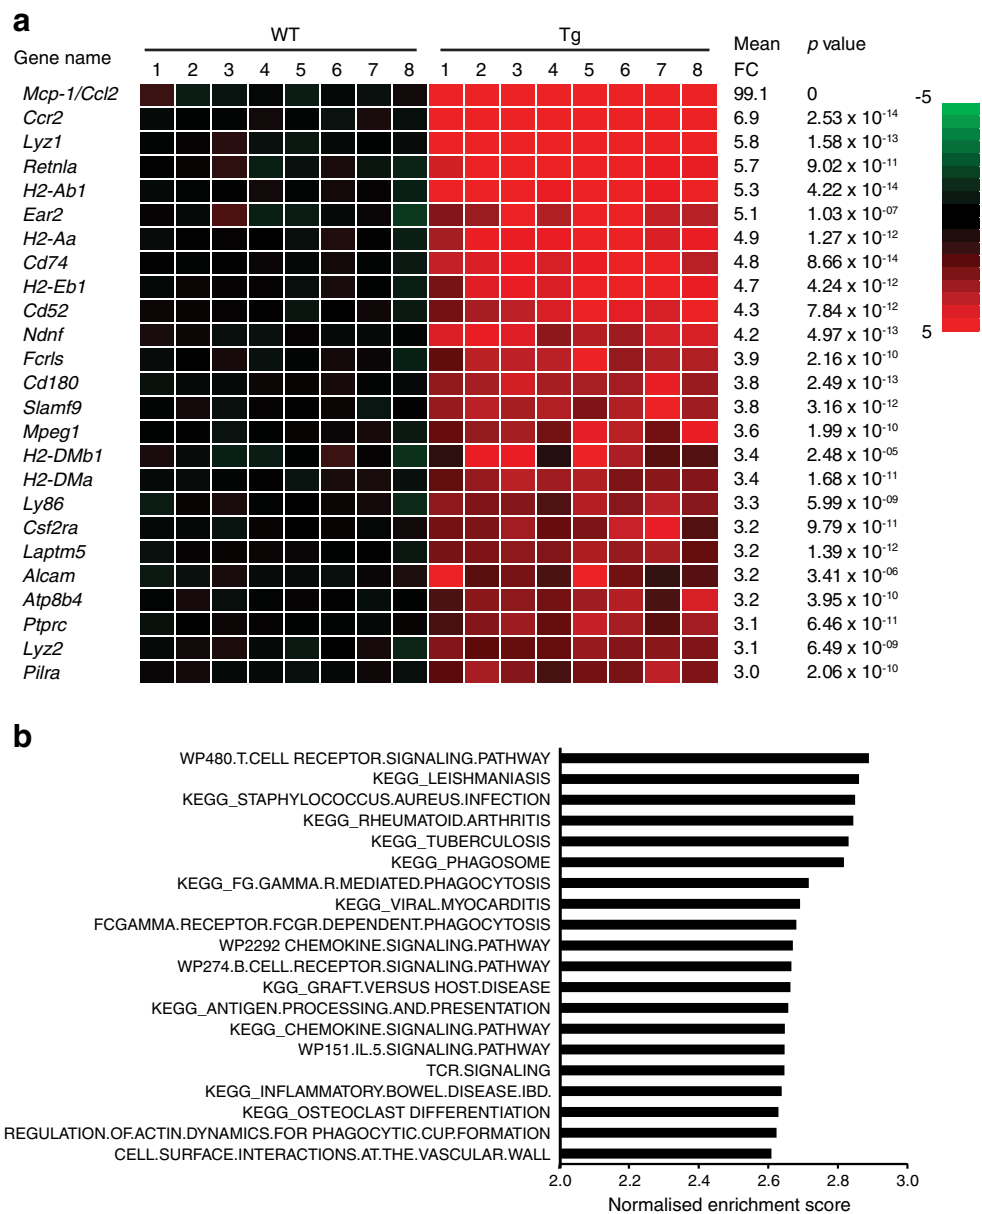 a
WT Tg
Gene name
Mean FC
p value
1 2 3 4 5 6 7 8 1 2 3 4 5 6 7 8
Mcp-1/Ccl2 99.1 0
Ccr2 6.9 2.53 x 10-14
Lyz1 5.8 1.58 x 10-13
Retnla 5.7 9.02 x 10-11
H2-Ab1 5.3 4.22 x 10-14
Ear2 5.1 1.03 x 10-07
H2-Aa 4.9 1.27 x 10-12
Cd74 4.8 8.66 x 10-14
H2-Eb1 4.7 4.24 x 10-12
Cd52 4.3 7.84 x 10-12
Ndnf 4.2 4.97 x 10-13
Fcrls 3.9 2.16 x 10-10
Cd180 3.8 2.49 x 10-13
Slamf9 3.8 3.16 x 10-12
Mpeg1 3.6 1.99 x 10-10
H2-DMb1 3.4 2.48 x 10-05
H2-DMa 3.4 1.68 x 10-11
Ly86 3.3 5.99 x 10-09
Csf2ra 3.2 9.79 x 10-11
Laptm5 3.2 1.39 x 10-12
Alcam 3.2 3.41 x 10-06
Atp8b4 3.2 3.95 x 10-10
Ptprc 3.1 6.46 x 10-11
Lyz2 3.1 6.49 x 10-09
Pilra 3.0 2.06 x 10-10
-5
5
b
WP480.T.CELL RECEPTOR.SIGNALING.PATHWAY
KEGG_LEISHMANIASIS
KEGG_STAPHYLOCOCCUS.AUREUS.INFECTION
KEGG_RHEUMATOID.ARTHRITIS
KEGG_TUBERCULOSIS
KEGG_PHAGOSOME
KEGG_FG.GAMMA.R.MEDIATED.PHAGOCYTOSIS
KEGG_VIRAL.MYOCARDITIS
FCGAMMA.RECEPTOR.FCGR.DEPENDENT.PHAGOCYTOSIS
WP2292 CHEMOKINE.SIGNALING.PATHWAY
WP274.B.CELL.RECEPTOR.SIGNALING.PATHWAY
KGG_GRAFT.VERSUS HOST.DISEASE
KEGG_ANTIGEN.PROCESSING.AND.PRESENTATION
KEGG_CHEMOKINE.SIGNALING.PATHWAY
WP151.IL.5.SIGNALING.PATHWAY
TCR.SIGNALING
KEGG_INFLAMMATORY.BOWEL.DISEASE.IBD.
KEGG_OSTEOCLAST DIFFERENTIATION
REGULATION.OF.ACTIN.DYNAMICS.FOR PHAGOCYTIC.CUP.FORMATION
CELL.SURFACE.INTERACTIONS.AT.THE.VASCULAR.WALL
2.0 2.2 2.4 2.6 2.8 3.0
Normalised enrichment score